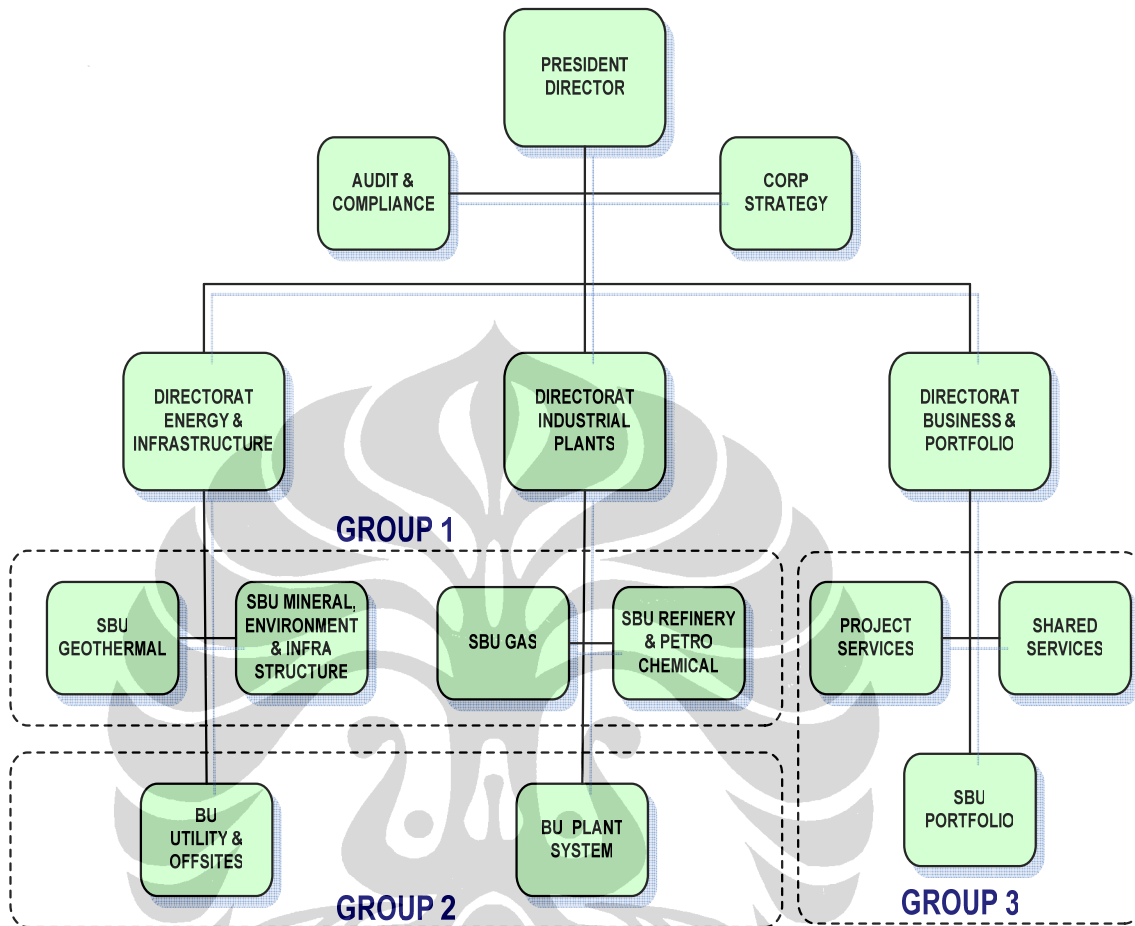 PRESIDENT
DIRECTOR
AUDIT &
COMPLIANCE
CORP
STRATEGY
DIRECTORAT
ENERGY &
INFRASTRUCTURE
DIRECTORAT
INDUSTRIAL
PLANTS
DIRECTORAT
BUSINESS &
PORTFOLIO
GROUP 1
SBU
GEOTHERMAL
SBU MINERAL,
ENVIRONMENT
& INFRA
STRUCTURE
SBU GAS
SBU REFINERY
& PETRO
CHEMICAL
PROJECT
SERVICES
SHARED
SERVICES
BU
UTILITY &
OFFSITES
BU PLANT
SYSTEM
SBU
PORTFOLIO
GROUP 2
GROUP 3